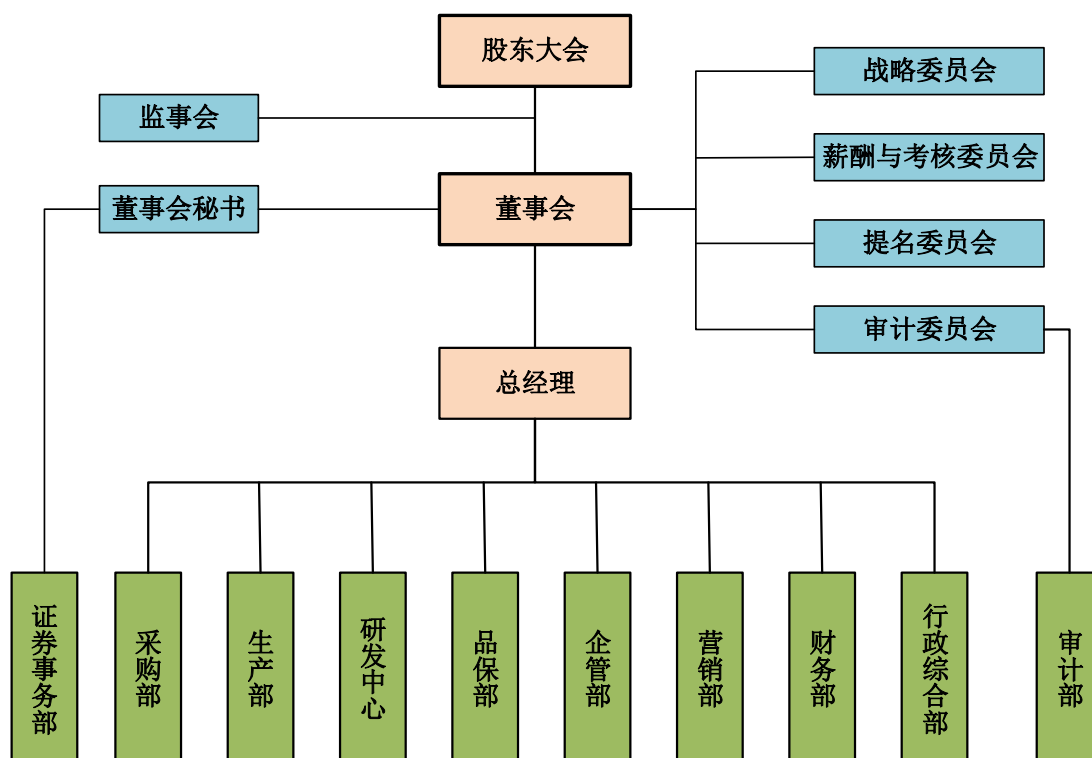 股东大会
战略委员会
监事会
薪酬与考核委员会
董事会秘书
董事会
提名委员会
审计委员会
总经理
证券事务部
采购部
生产部
研发中心
品保部
企管部
营销部
财务部
行政综合部
审计部